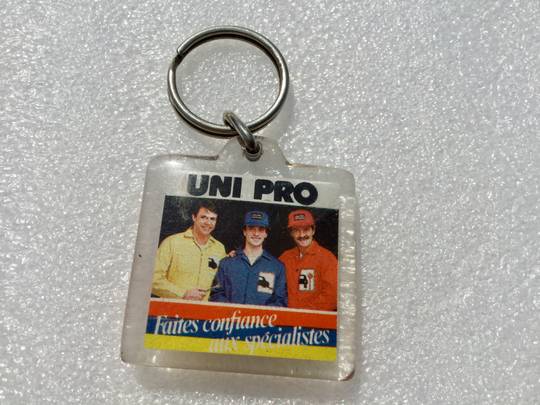 UNI PRO
Faites confiance
aux spécialistes